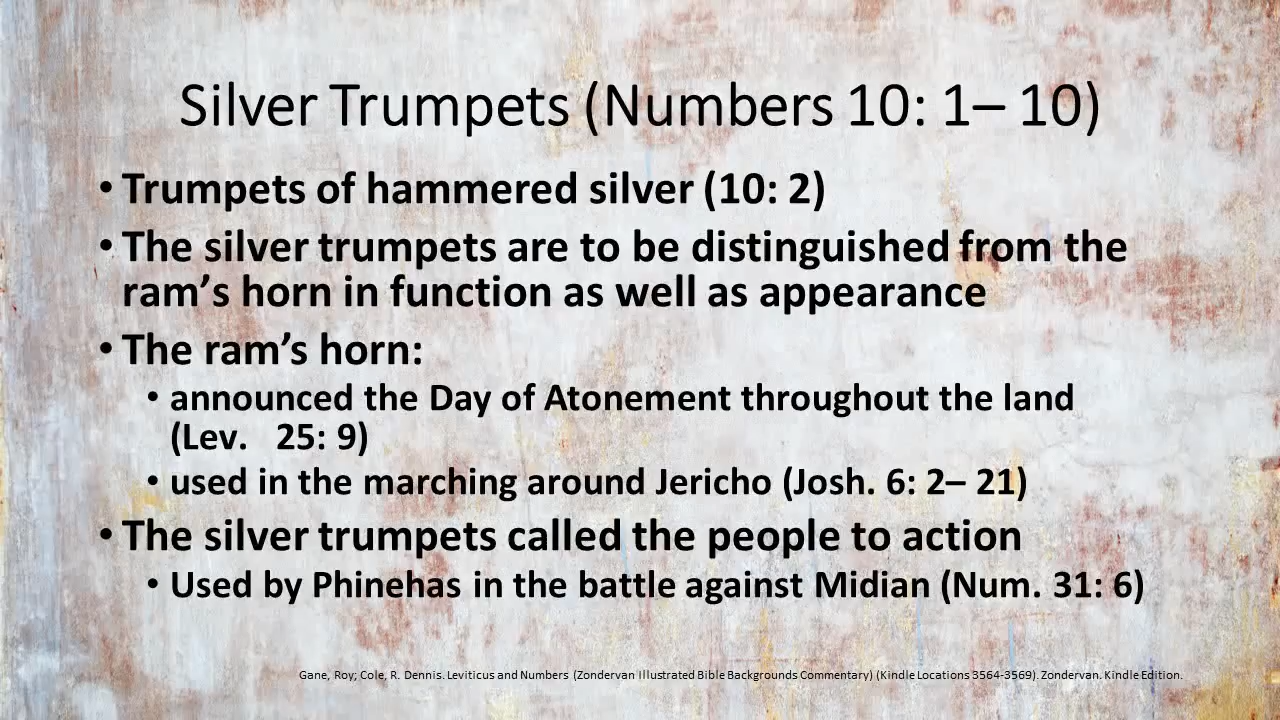 Silver Trumpets (Numbers 10: 1– 10)
• Trumpets of hammered silver (10: 2)
• The silver trumpets are to be distinguished from the
ram’s horn in function as well as appearance
• The ram’s horn:
• announced the Day of Atonement throughout the land
(Lev.   25: 9)
• used in the marching around Jericho (Josh. 6: 2– 21)
• The silver trumpets called the people to action
• Used by Phinehas in the battle against Midian (Num. 31: 6)
Gane, Roy; Cole, R. Dennis. Leviticus and Numbers (Zondervan Illustrated Bible Backgrounds Commentary) (Kindle Locations 3564-3569). Zondervan. Kindle Edition.